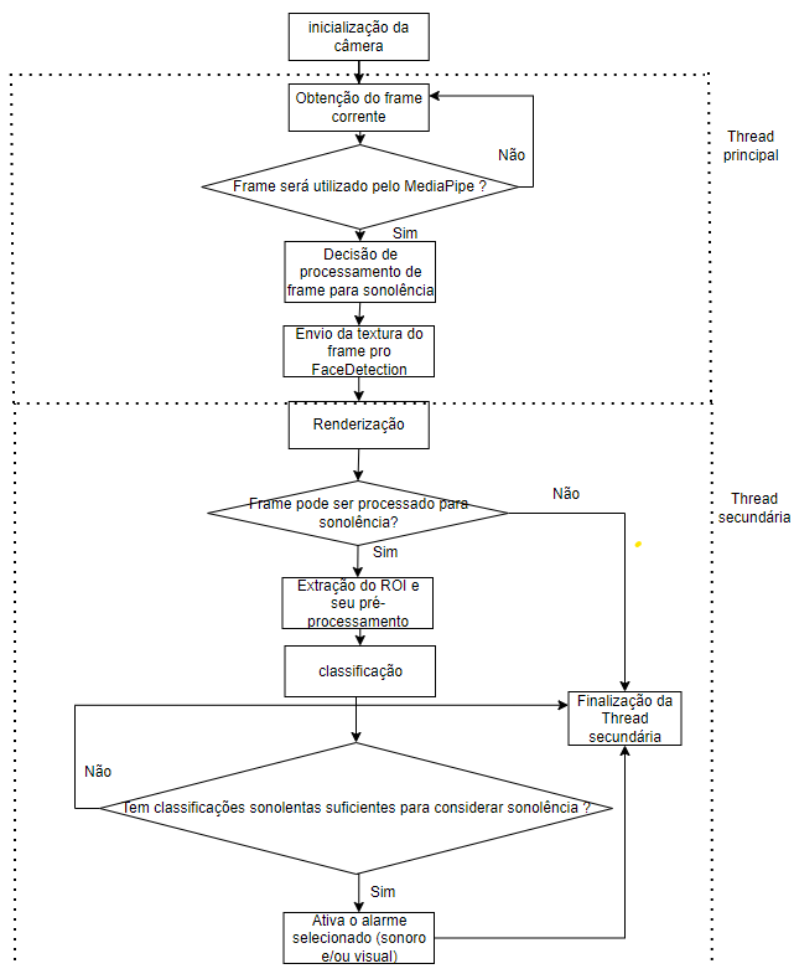 inicialização da
câmera
Obtenção do frame
corrente
Thread
principal
Não
Frame será utilizado pelo MediaPipe ?
Sim
Decisão de
processamento de
frame para sonolência
Envio da textura do
frame pro
FaceDetection
Renderização
Não
Thread
secundária
Frame pode ser processado para
sonolência?
Sim
Extração do ROI e
seu pré-
processamento
classificação
Finalização da
Thread
secundária
Não
Tem classificações sonolentas suficientes para considerar sonolência ?
Sim
Ativa o alarme
selecionado (sonoro
e/ou visual)